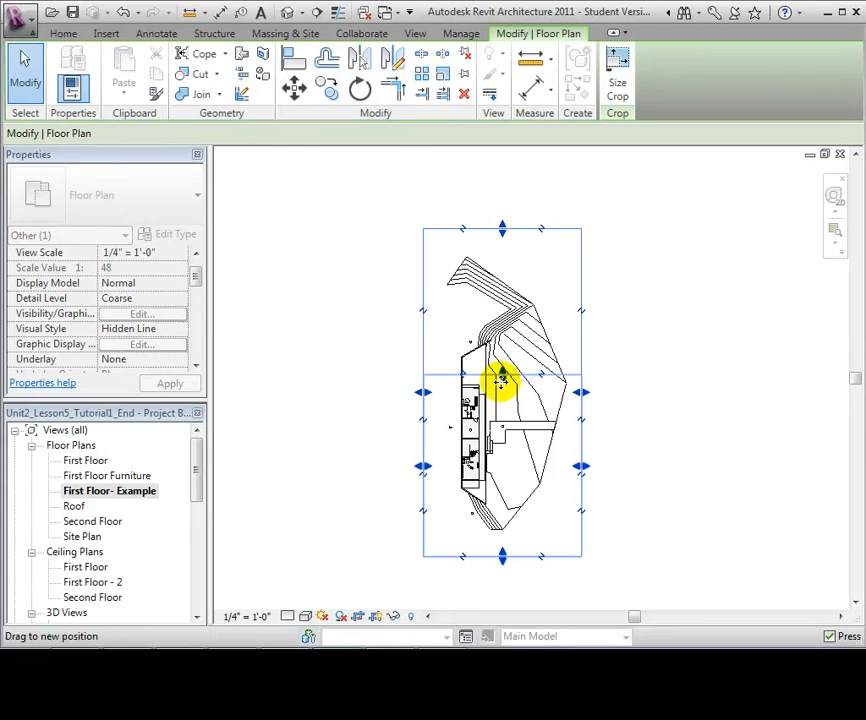 Autodesk Revit Architecture 2011 - Student Versi...
Home Insert Annotate Structure Massing & Site Collaborate View Manage Modify | Floor Plan
Modify
Paste
Cope
Cut
Join
Size
Crop
Select Properties Clipboard Geometry Modify View Measure Create Crop
Modify | Floor Plan
Properties
Floor Plan
Other (1) Edit Type
View Scale 1/4" = 1'-0"
Scale Value 1: 48
Display Model Normal
Detail Level Coarse
Visibility/Graphi... Edit...
Visual Style Hidden Line
Graphic Display ... Edit...
Underlay None
Properties help Apply
Unit2_Lesson5_Tutorial1_End - Project B...
Views (all)
Floor Plans
First Floor
First Floor Furniture
First Floor- Example
Roof
Second Floor
Site Plan
Ceiling Plans
First Floor
First Floor - 2
Second Floor
3D Views
1/4" = 1'-0"
Drag to new position
Main Model
Press